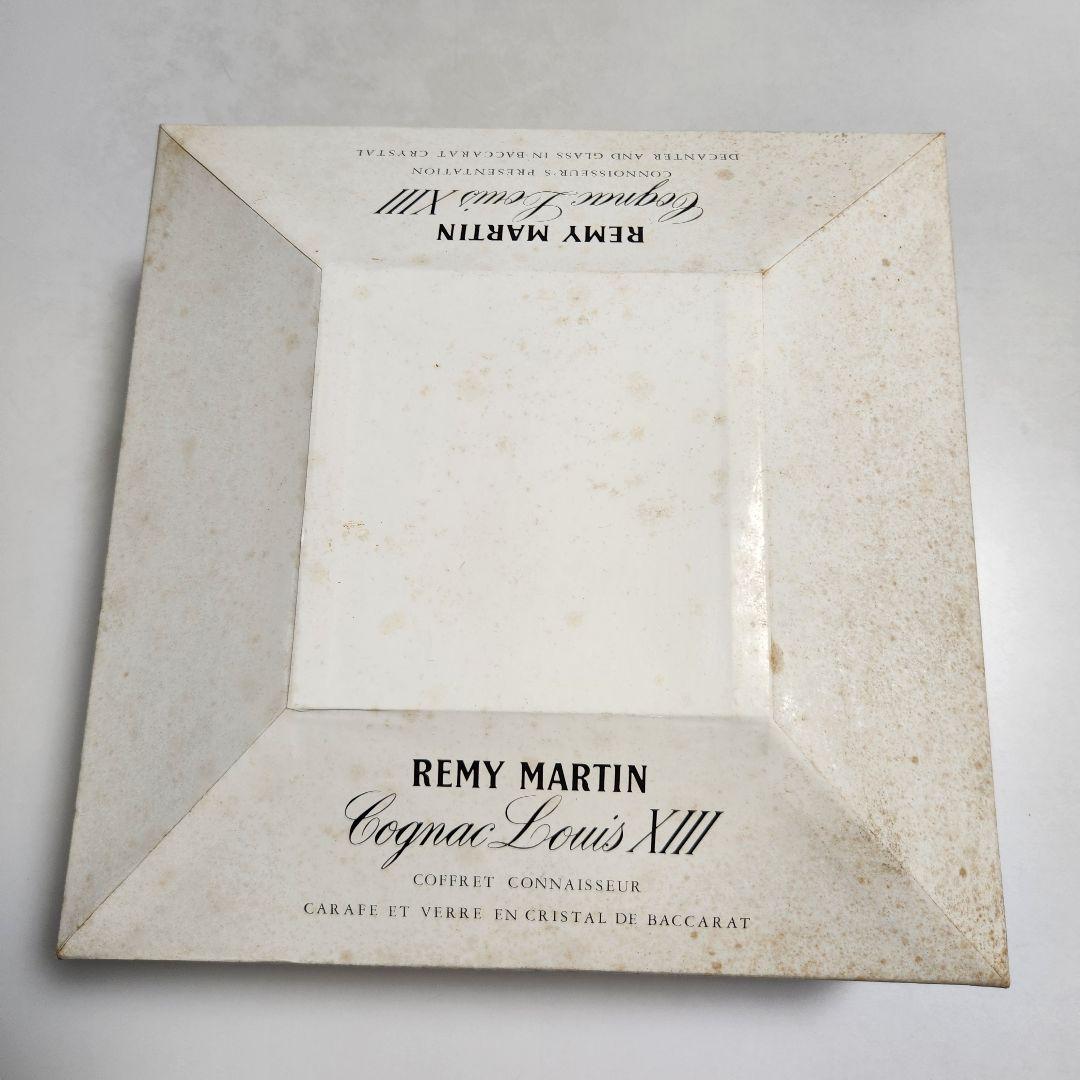 DECANTER AND GLASS IN BACCARAT CRYSTAL
CONNOISSEUR'S PRESENTATION
Cognac Louis XIII
REMY MARTIN
REMY MARTIN
Cognac Louis XIII
COFFRET CONNAISSEUR
CARAFE ET VERRE EN CRISTAL DE BACCARAT